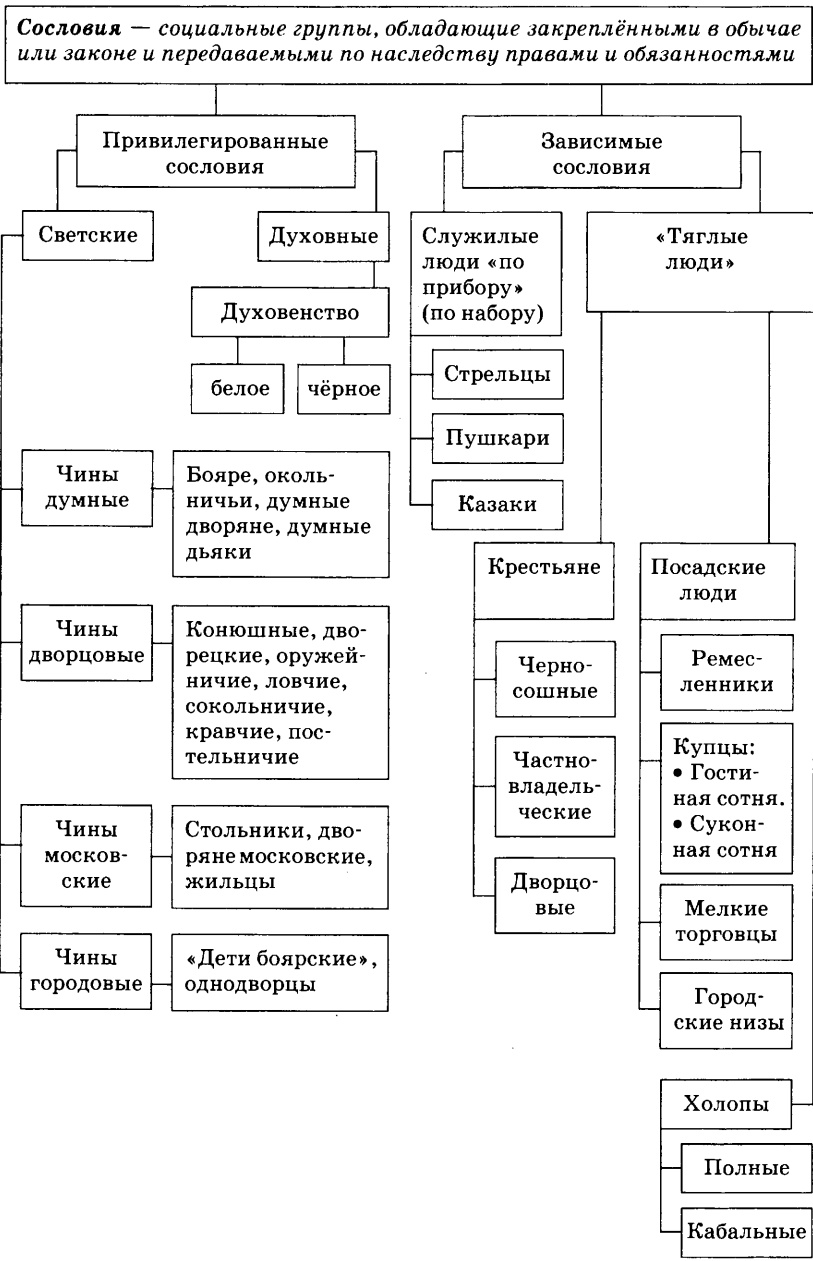 Сословия — социальные группы, обладающие закреплёнными в обычае
или законе и передаваемыми по наследству правами и обязанностями
Привилегированные
сословия
Зависимые
сословия
Светские
Духовные
Духовенство
белое
чёрное
Служилые
люди «по
прибору»
(по набору)
Стрельцы
Пушкари
Казаки
«Тяглые
люди»
Чины
думные
Бояре, околь-
ничьи, думные
дворяне, думные
дьяки
Чины
дворцовые
Конюшные, дво-
рецкие, оружей-
ничие, ловчие,
сокольничие,
кравчие, пос-
тельничие
Чины
москов-
ские
Стольники, дво-
ряне московские,
жильцы
Чины
городовые
«Дети боярские»,
однодворцы
Крестьяне
Черно-
сошные
Частно-
владель-
ческие
Дворцо-
вые
Посадские
люди
Ремес-
ленники
Купцы:
• Гости-
ная сотня.
• Сукон-
ная сотня
Мелкие
торговцы
Город-
ские низы
Холопы
Полные
Кабальные